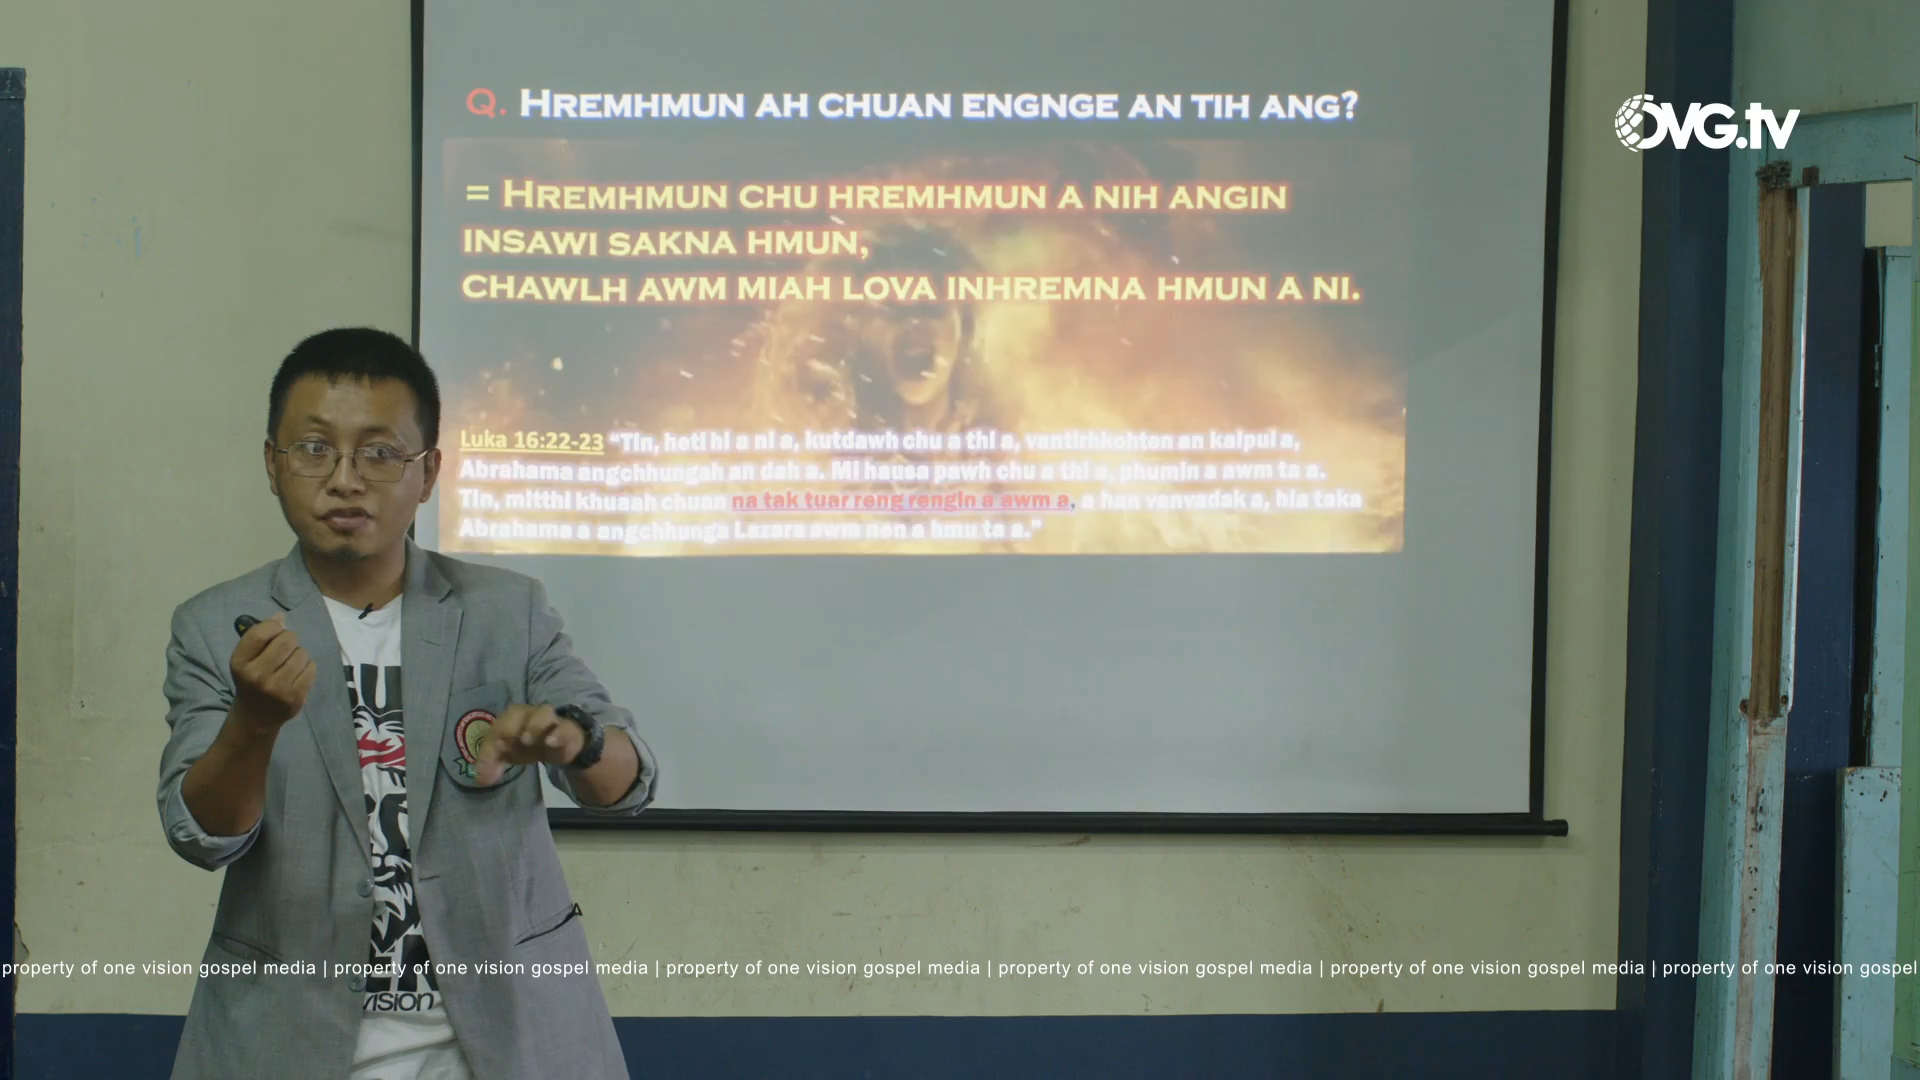 Q. HREMHMUN AH CHUAN ENGNGE AN TIH ANG?
OVG.tv
= HREMHMUN CHU HREMHMUN A NIH ANGIN
INSAWI SAKNA HMUN,
CHAWLH AWM MIAH LOVA INHREMNA HMUN A NI.
Luka 16:22-23 “Tin, heti hi a ni a, kutdawh chu a thi a, vantirhkohten an kalpui a,
Abrahama angchhungah an dah a. Mi hausa pawh chu a thi a, phumin a awm ta a.
Tin, mitthi khuaah chuan na tak tuar reng rengin a awm a, a han vanvadak a, hla taka
Abrahama a angchhunga Lazara awm non a hmu ta a.”
vision
property of one vision gospel media | property of one vision gospel media | property of one vision gospel media | property of one vision gospel media | property of one vision gospel media | property of one vision gospel